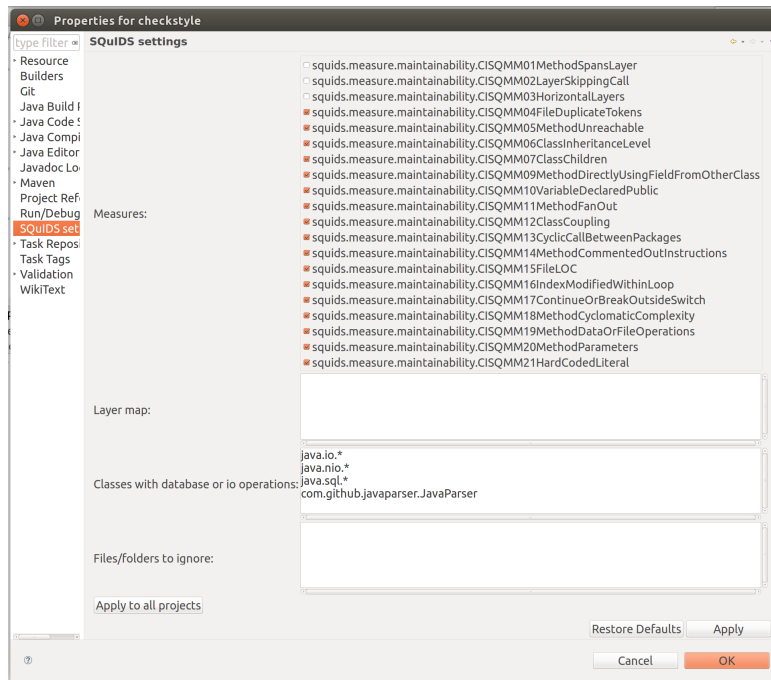 Properties for checkstyle
type filter
SQuIDS settings
Resource
Builders
Git
Java Build
Java Code S
Java Compi
Java Editor
Javadoc Lo
Maven
Project Ref
Run/Debug
SQuIDS set
Task Reposi
Task Tags
Validation
WikiText
Measures:
squids.measure.maintainability.CISQMM01MethodSpansLayer
squids.measure.maintainability.CISQMM02LayerSkippingCall
squids.measure.maintainability.CISQMM03HorizontalLayers
squids.measure.maintainability.CISQMM04FileDuplicateTokens
squids.measure.maintainability.CISQMM05MethodUnreachable
squids.measure.maintainability.CISQMM06ClassInheritanceLevel
squids.measure.maintainability.CISQMM07ClassChildren
squids.measure.maintainability.CISQMM09MethodDirectlyUsingFieldFromOtherClass
squids.measure.maintainability.CISQMM10VariableDeclaredPublic
squids.measure.maintainability.CISQMM11MethodFanOut
squids.measure.maintainability.CISQMM12ClassCoupling
squids.measure.maintainability.CISQMM13CyclicCallBetweenPackages
squids.measure.maintainability.CISQMM14MethodCommentedOutInstructions
squids.measure.maintainability.CISQMM15FileLOC
squids.measure.maintainability.CISQMM16IndexModifiedWithinLoop
squids.measure.maintainability.CISQMM17ContinueOrBreakOutsideSwitch
squids.measure.maintainability.CISQMM18MethodCyclomaticComplexity
squids.measure.maintainability.CISQMM19MethodDataOrFileOperations
squids.measure.maintainability.CISQMM20MethodParameters
squids.measure.maintainability.CISQMM21HardCodedLiteral
Layer map:
Classes with database or io operations:
java.io.*
java.nio.*
java.sql.*
com.github.javaparser.JavaParser
Files/folders to ignore:
Apply to all projects
Restore Defaults
Apply
Cancel
OK